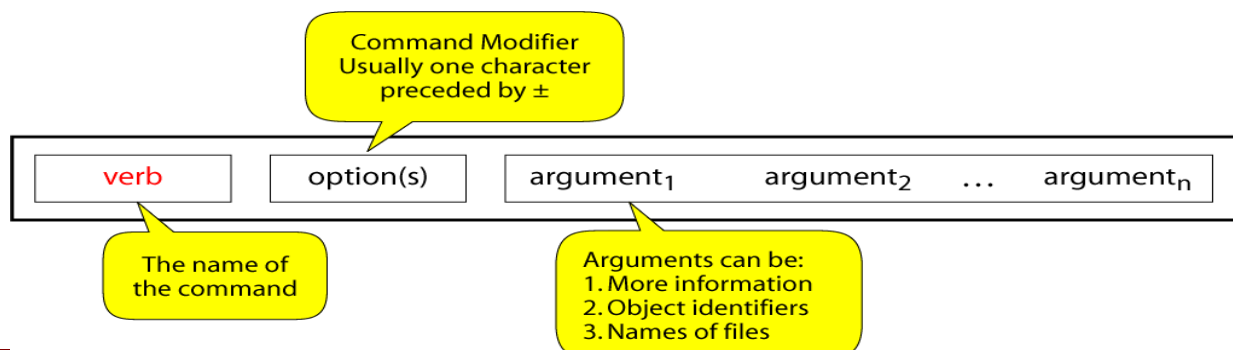 Command Modifier
Usually one character
preceded by ±
verb option(s) argument₁ argument₂ ... argumentₙ
The name of
the command
Arguments can be:
1. More information
2. Object identifiers
3. Names of files